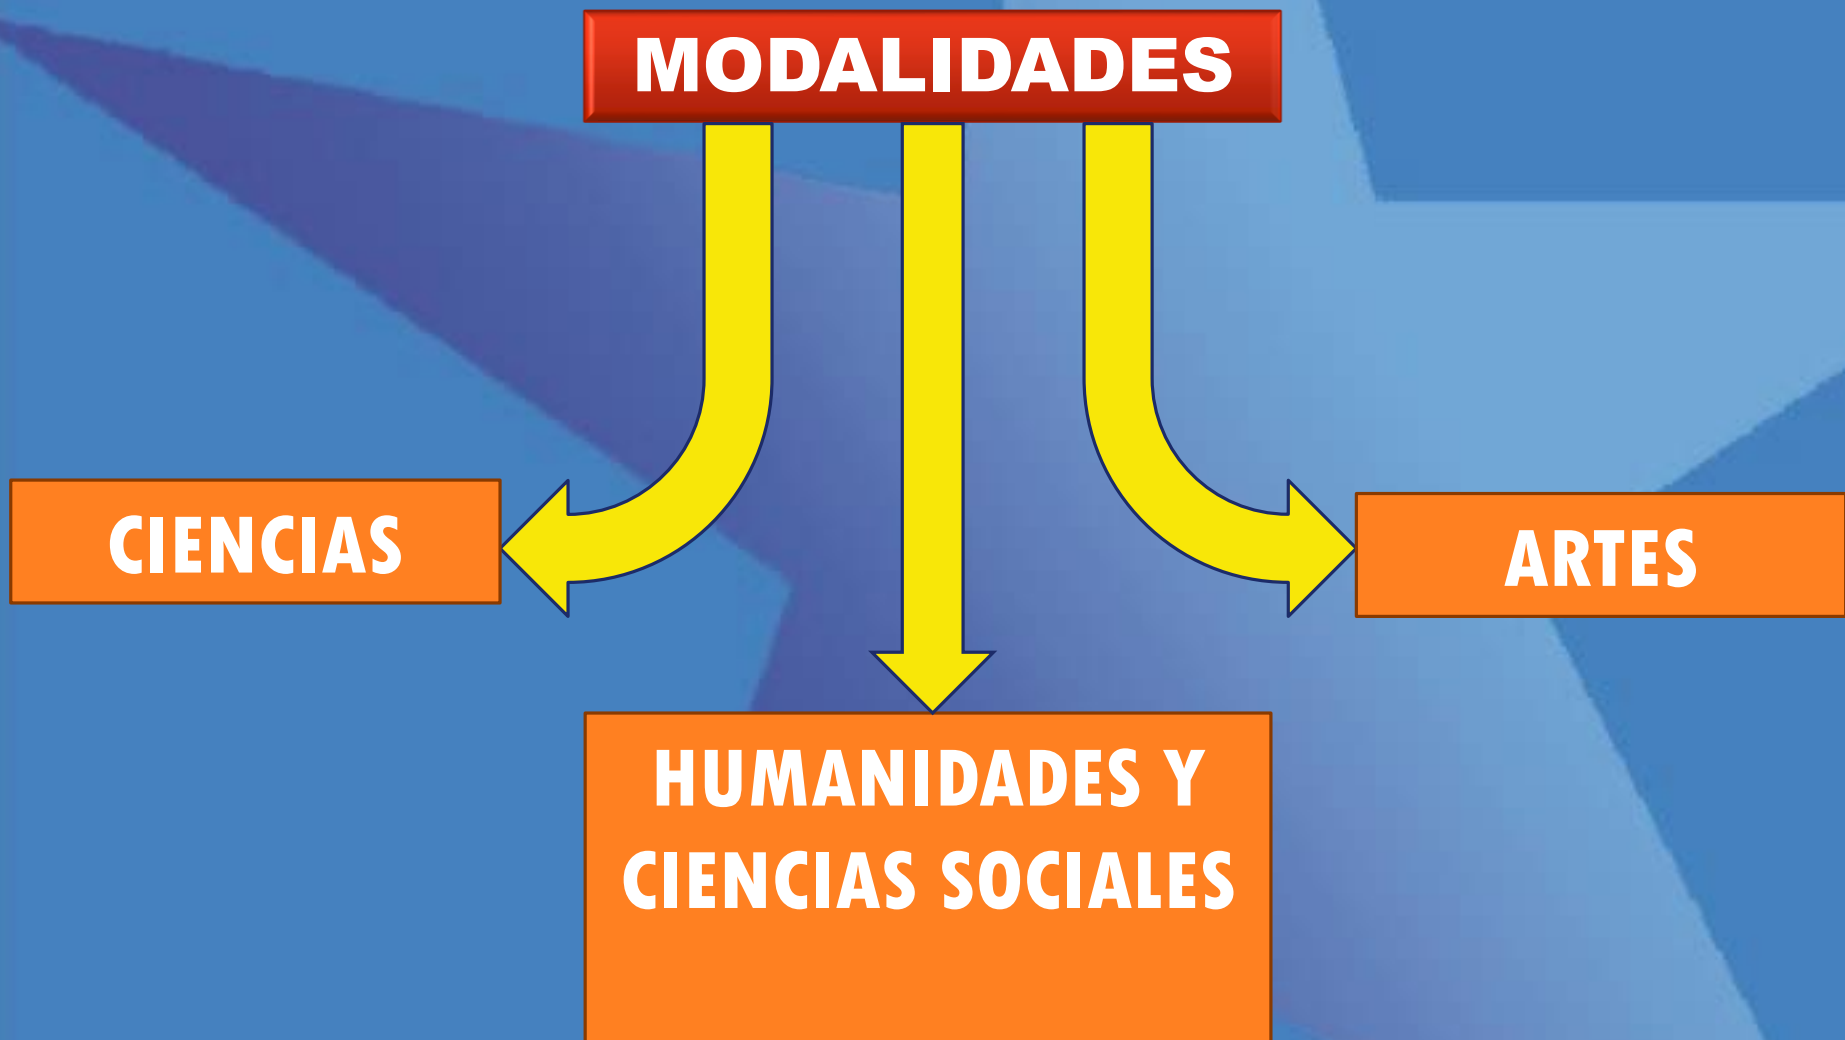 MODALIDADES
CIENCIAS
ARTES
HUMANIDADES Y
CIENCIAS SOCIALES